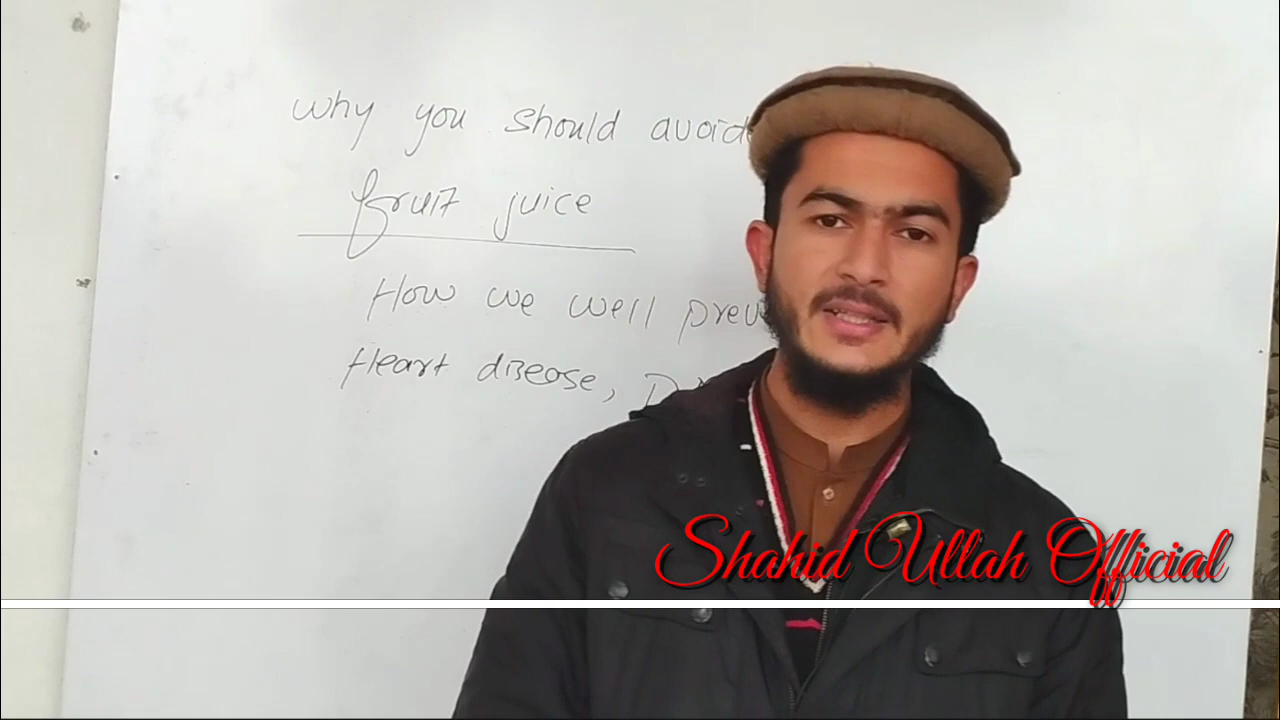 why you should avoid
fruit juice
How we well prev
Heart disease, D
Shahid Ullah Official